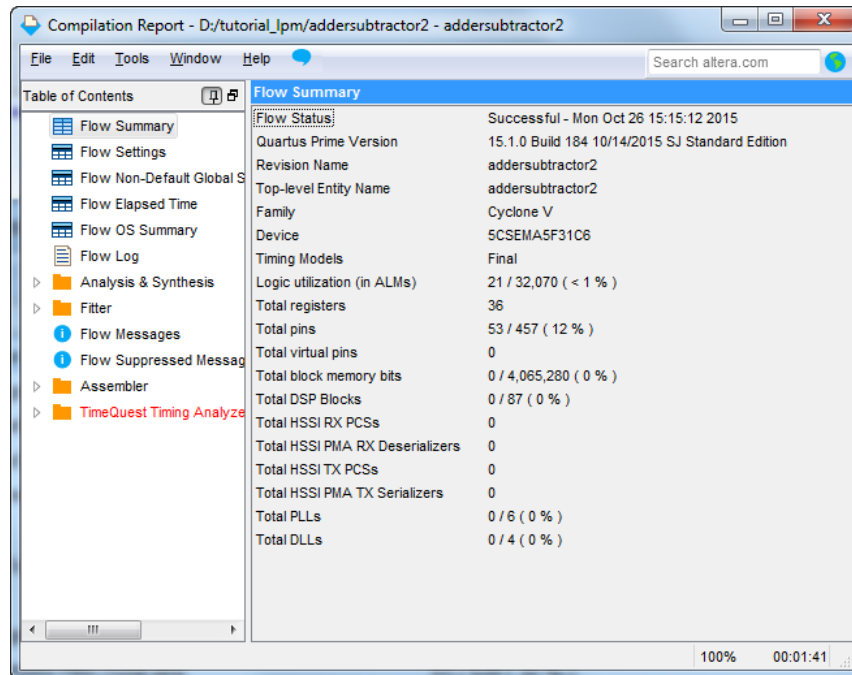 Compilation Report - D:/tutorial_lpm/addersubtractor2 - addersubtractor2
File Edit Tools Window Help
Search altera.com
Table of Contents
Flow Summary
Flow Settings
Flow Non-Default Global S
Flow Elapsed Time
Flow OS Summary
Flow Log
Analysis & Synthesis
Fitter
Flow Messages
Flow Suppressed Messag
Assembler
TimeQuest Timing Analyze
Flow Summary
Flow Status Successful - Mon Oct 26 15:15:12 2015
Quartus Prime Version 15.1.0 Build 184 10/14/2015 SJ Standard Edition
Revision Name addersubtractor2
Top-level Entity Name addersubtractor2
Family Cyclone V
Device 5CSEMA5F31C6
Timing Models Final
Logic utilization (in ALMs) 21 / 32,070 ( < 1 % )
Total registers 36
Total pins 53 / 457 ( 12 % )
Total virtual pins 0
Total block memory bits 0 / 4,065,280 ( 0 % )
Total DSP Blocks 0 / 87 ( 0 % )
Total HSSI RX PCSs 0
Total HSSI PMA RX Deserializers 0
Total HSSI TX PCSs 0
Total HSSI PMA TX Serializers 0
Total PLLs 0 / 6 ( 0 % )
Total DLLs 0 / 4 ( 0 % )
100% 00:01:41